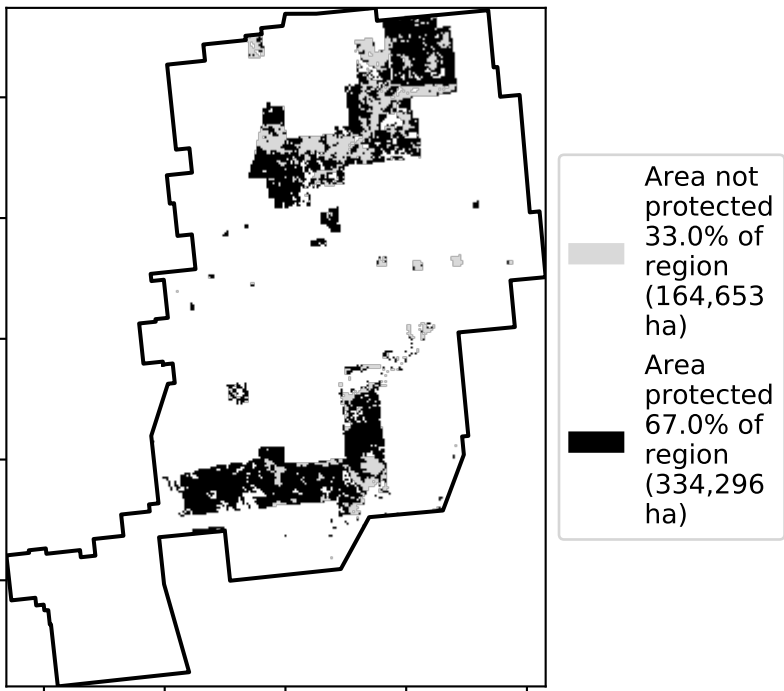 Area not
protected
33.0% of
region
(164,653
ha)
Area
protected
67.0% of
region
(334,296
ha)